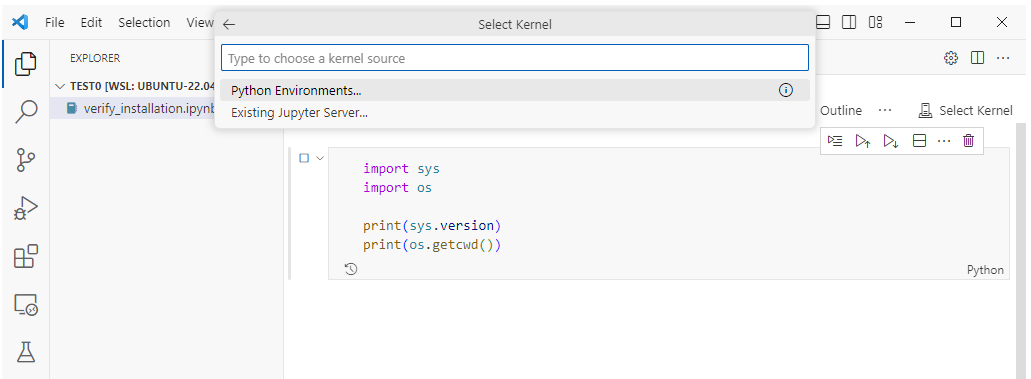 File Edit Selection View
Select Kernel
Type to choose a kernel source
EXPLORER
TEST0 [WSL: UBUNTU-22.04
Python Environments...
verify_installation.ipynb
Existing Jupyter Server...
Outline ... Select Kernel
import sys
import os
print(sys.version)
print(os.getcwd())
Python